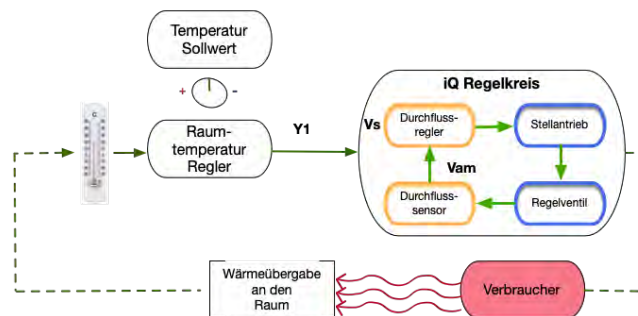 Temperatur
Sollwert
+
-
Raum-
temperatur
Regler
Y1
iQ Regelkreis
Vs
Durchfluss-
regler
Stellantrieb
Vam
Durchfluss-
sensor
Regelventil
Wärmeübergabe
an den
Raum
Verbraucher